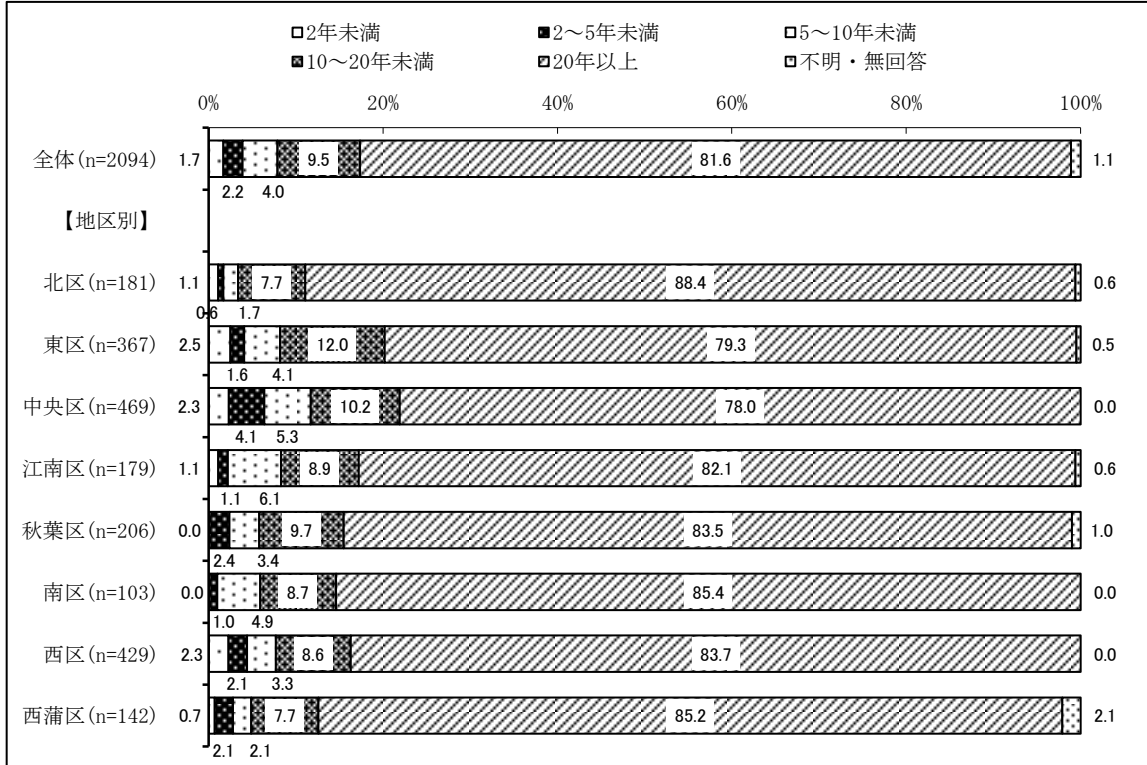 2年未満 2～5年未満 5～10年未満
10～20年未満 20年以上 不明・無回答
0% 20% 40% 60% 80% 100%
全体(n=2094) 1.7 9.5 81.6 1.1
2.2 4.0
【地区別】
北区(n=181) 1.1 7.7 88.4 0.6
0.6 1.7
東区(n=367) 2.5 12.0 79.3 0.5
1.6 4.1
中央区(n=469) 2.3 10.2 78.0 0.0
4.1 5.3
江南区(n=179) 1.1 8.9 82.1 0.6
1.1 6.1
秋葉区(n=206) 0.0 9.7 83.5 1.0
2.4 3.4
南区(n=103) 0.0 8.7 85.4 0.0
1.0 4.9
西区(n=429) 2.3 8.6 83.7 0.0
2.1 3.3
西蒲区(n=142) 0.7 7.7 85.2 2.1
2.1 2.1